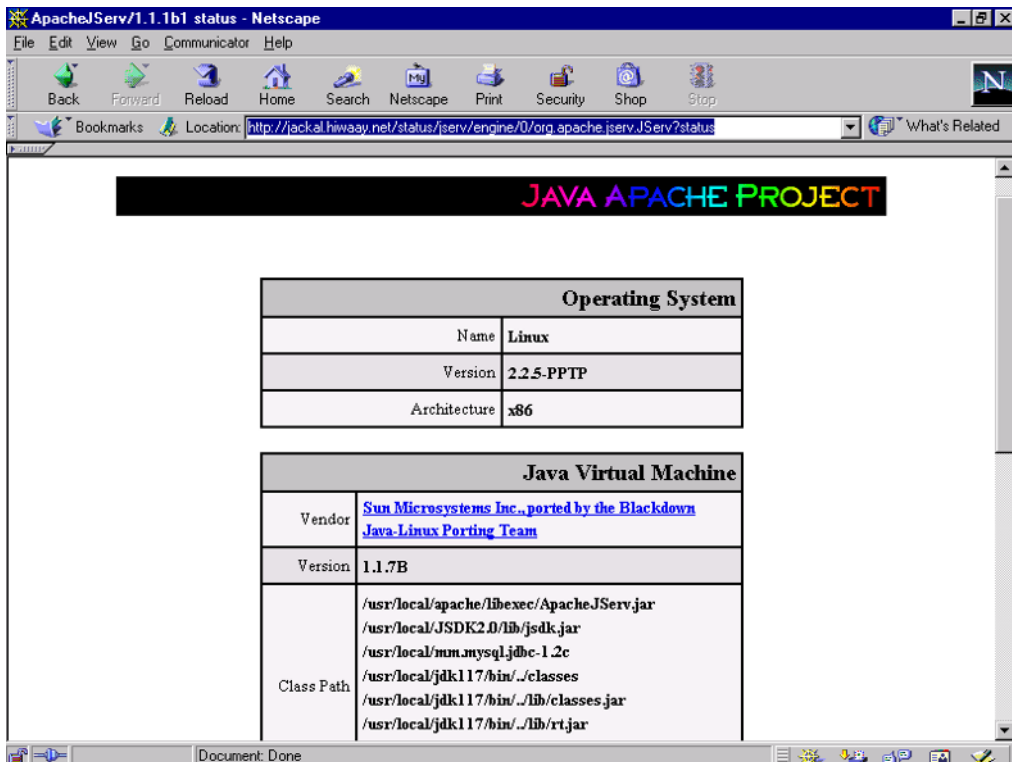 ApacheJServ/1.1.1b1 status - Netscape
File Edit View Go Communicator Help
Back Forward Reload Home Search Netscape Print Security Shop Stop
My
N
Bookmarks Location: http://jackal.hiwaay.net/status/jserv/engine/0/org.apache.jserv.JServ?status What's Related
JAVA APACHE PROJECT
Operating System
Name Linux
Version 2.2.5-PPTP
Architecture x86
Java Virtual Machine
Vendor Sun Microsystems Inc., ported by the Blackdown
Java-Linux Porting Team
Version 1.1.7B
Class Path /usr/local/apache/libexec/ApacheJServ.jar
/usr/local/JSDK2.0/lib/jsdk.jar
/usr/local/mm.mysql.jdbc-1.2c
/usr/local/jdk117/bin/../classes
/usr/local/jdk117/bin/../lib/classes.jar
/usr/local/jdk117/bin/../lib/rt.jar
Document: Done